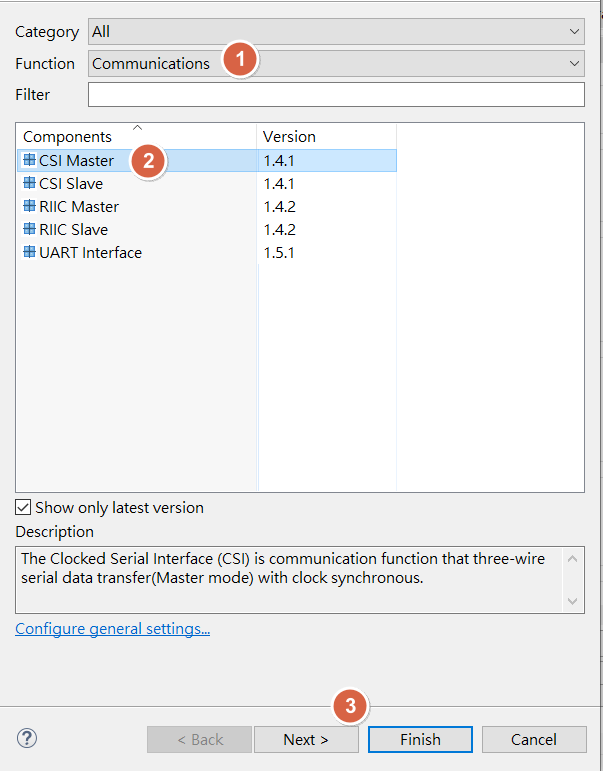 Category All
Function Communications 1
Filter
Components Version
CSI Master 2 1.4.1
CSI Slave 1.4.1
RIIC Master 1.4.2
RIIC Slave 1.4.2
UART Interface 1.5.1
Show only latest version
Description
The Clocked Serial Interface (CSI) is communication function that three-wire
serial data transfer(Master mode) with clock synchronous.
Configure general settings...
3
? < Back Next > Finish Cancel